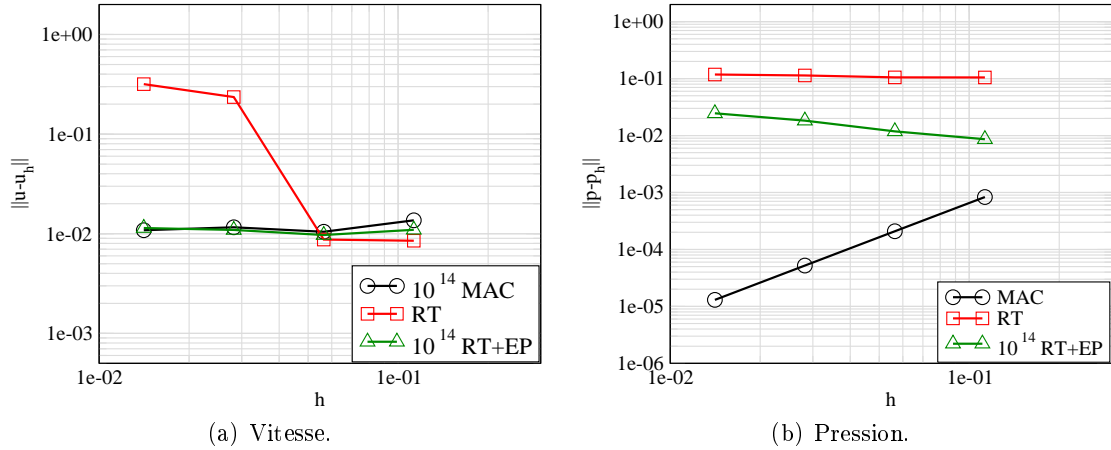 1e+00
1e-01
1e-02
1e-03
||u-u_h||
1e-02
1e-01
h
10^14 MAC
RT
10^14 RT+EP
(a) Vitesse.
1e+00
1e-01
1e-02
1e-03
1e-04
1e-05
1e-06
||p-p_h||
1e-02
1e-01
h
MAC
RT
10^14 RT+EP
(b) Pression.